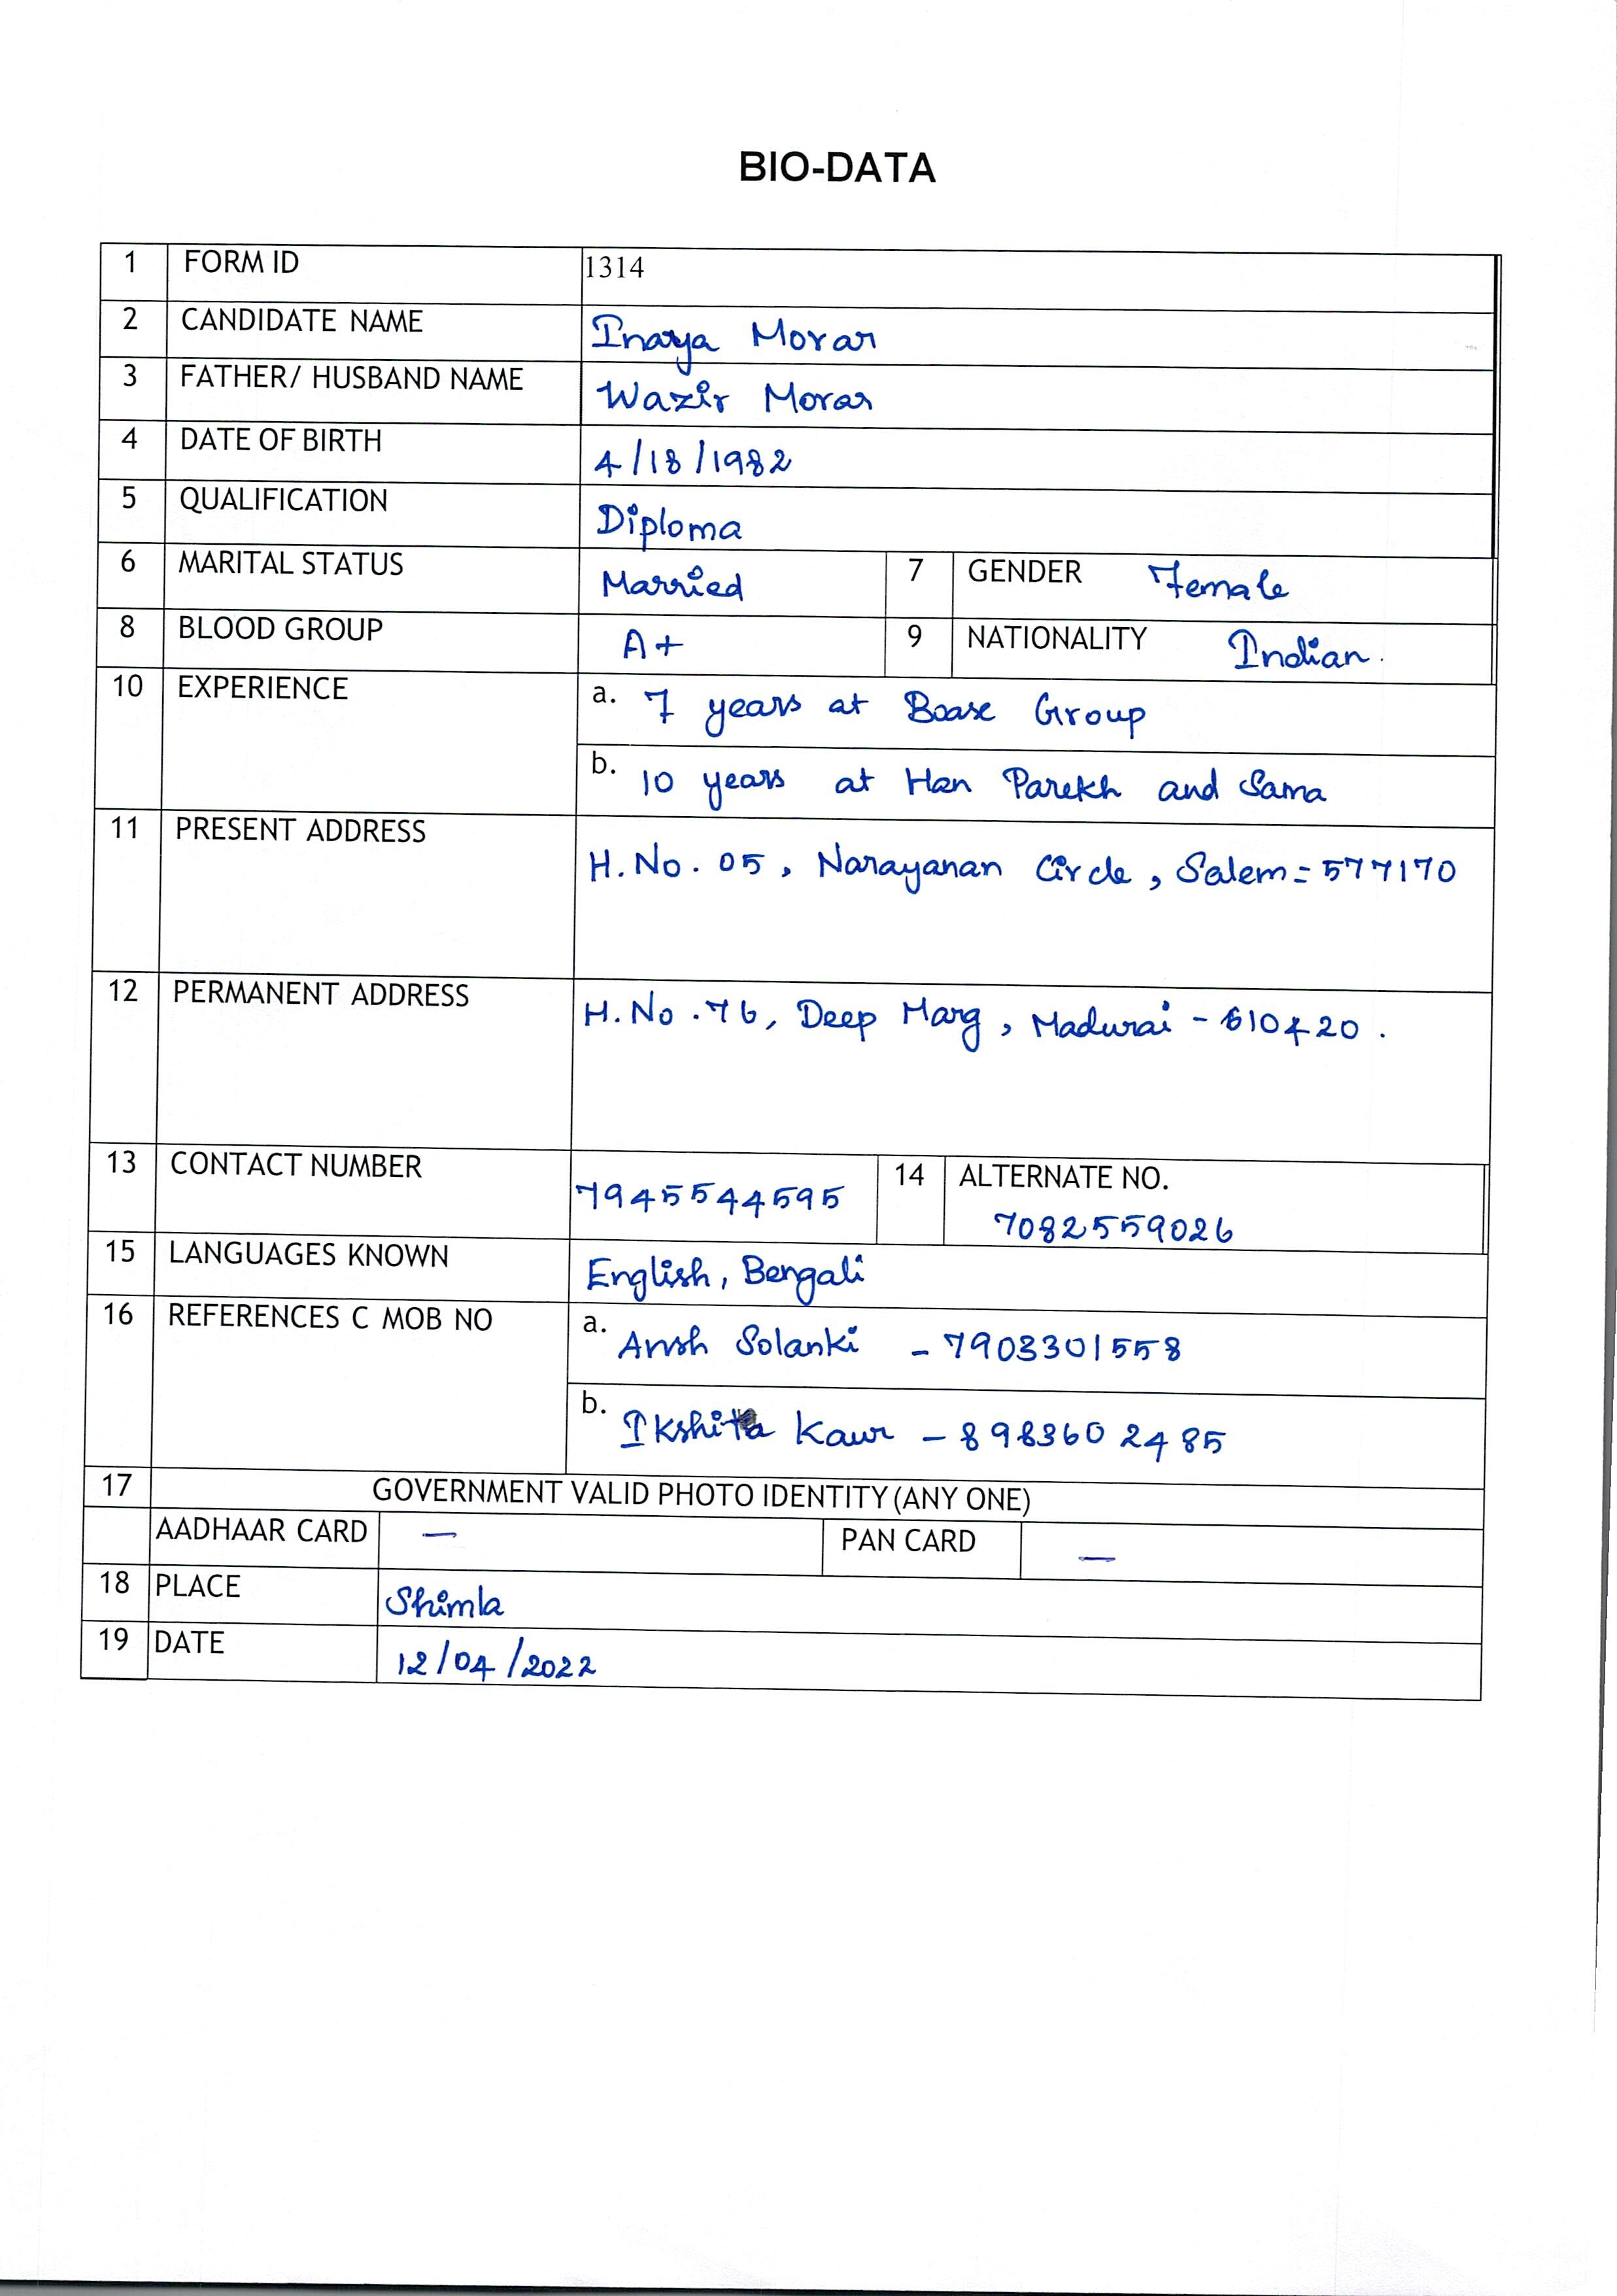 BIO-DATA
1 FORM ID 1314
2 CANDIDATE NAME Inaya Morar
3 FATHER/ HUSBAND NAME Wazir Morar
4 DATE OF BIRTH 4/18/1982
5 QUALIFICATION Diploma
6 MARITAL STATUS Married 7 GENDER Female
8 BLOOD GROUP A+ 9 NATIONALITY Indian.
10 EXPERIENCE a. 7 years at Boase Group
b. 10 years at Han Parekh and Sama
11 PRESENT ADDRESS H.No. 05, Narayanan Circle, Salem = 577170
12 PERMANENT ADDRESS H.No. 76, Deep Marg, Madurai - 610420.
13 CONTACT NUMBER 7945544595 14 ALTERNATE NO.
7082559026
15 LANGUAGES KNOWN English, Bengali
16 REFERENCES C MOB NO a. Ansh Solanki - 7903301558
b. Ikshita Kaur - 8983602485
17 GOVERNMENT VALID PHOTO IDENTITY (ANY ONE)
AADHAAR CARD — PAN CARD —
18 PLACE Shimla
19 DATE 12/04/2022